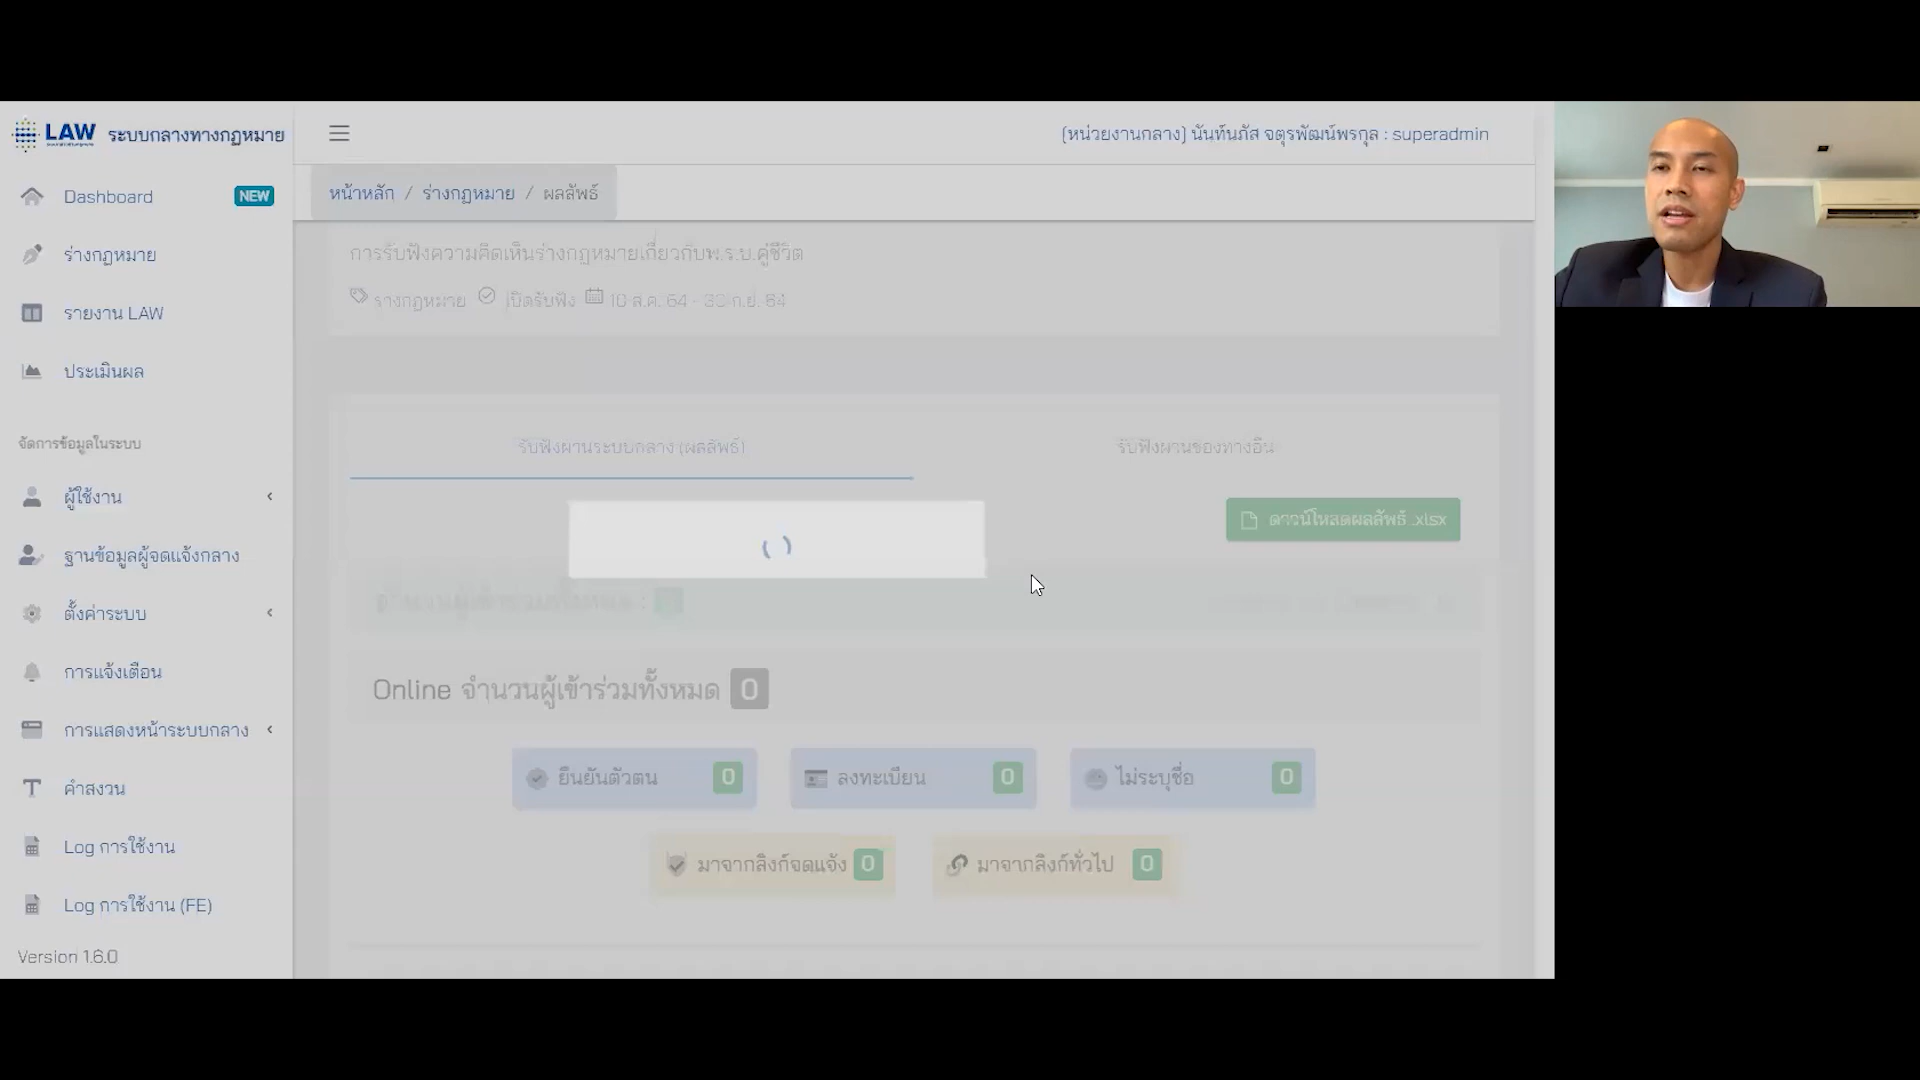 LAW ระบบกลางทางกฎหมาย
(หน่วยงานกลาง) นันท์นภัส จตุรพัฒน์พรกุล : superadmin
หน้าหลัก / ร่างกฎหมาย / ผลลัพธ์
Dashboard NEW
ร่างกฎหมาย
รายงาน LAW
ประเมินผล
จัดการข้อมูลในระบบ
ผู้ใช้งาน
ฐานข้อมูลผู้จดแจ้งกลาง
ตั้งค่าระบบ
การแจ้งเตือน
การแสดงหน้าระบบกลาง
คำสงวน
Log การใช้งาน
Log การใช้งาน (FE)
Version 1.6.0
การรับฟังความคิดเห็นร่างกฎหมายเกี่ยวกับพ.ร.บ.คู่ชีวิต
ร่างกฎหมาย เปิดรับฟัง 10 ส.ค. 64 - 30 ก.ย. 64
รับฟังผ่านระบบกลาง (ผลลัพธ์)
รับฟังผ่านช่องทางอื่น
ดาวน์โหลดผลลัพธ์ .xlsx
Online จำนวนผู้เข้าร่วมทั้งหมด 0
ยืนยันตัวตน 0
ลงทะเบียน 0
ไม่ระบุชื่อ 0
มาจากลิงก์จดแจ้ง 0
มาจากลิงก์ทั่วไป 0